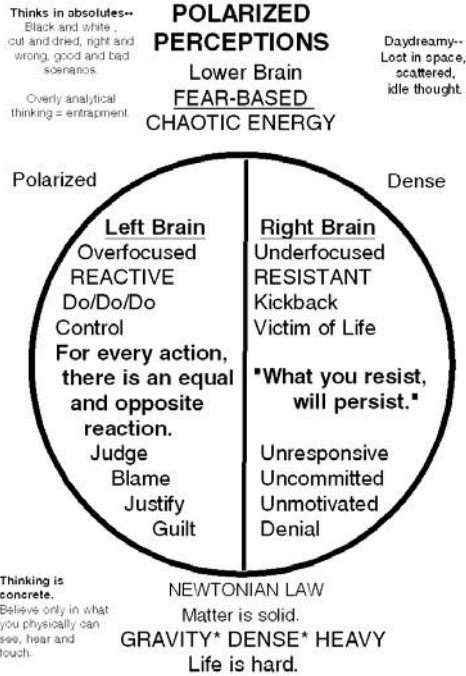 Thinks in absolutes--
Black and white ,
cut and dried, right and
wrong, good and bad
scenarios.
Overly analytical
thinking = entrapment
POLARIZED
PERCEPTIONS
Lower Brain
FEAR-BASED
CHAOTIC ENERGY
Daydreamy--
Lost in space,
scattered,
idle thought.
Polarized
Dense
Left Brain
Overfocused
REACTIVE
Do/Do/Do
Control
For every action,
there is an equal
and opposite
reaction.
Judge
Blame
Justify
Guilt
Right Brain
Underfocused
RESISTANT
Kickback
Victim of Life
"What you resist,
will persist."
Unresponsive
Uncommitted
Unmotivated
Denial
Thinking is
concrete.
Believe only in what
you physically can
see, hear and
touch.
NEWTONIAN LAW
Matter is solid.
GRAVITY* DENSE* HEAVY
Life is hard.